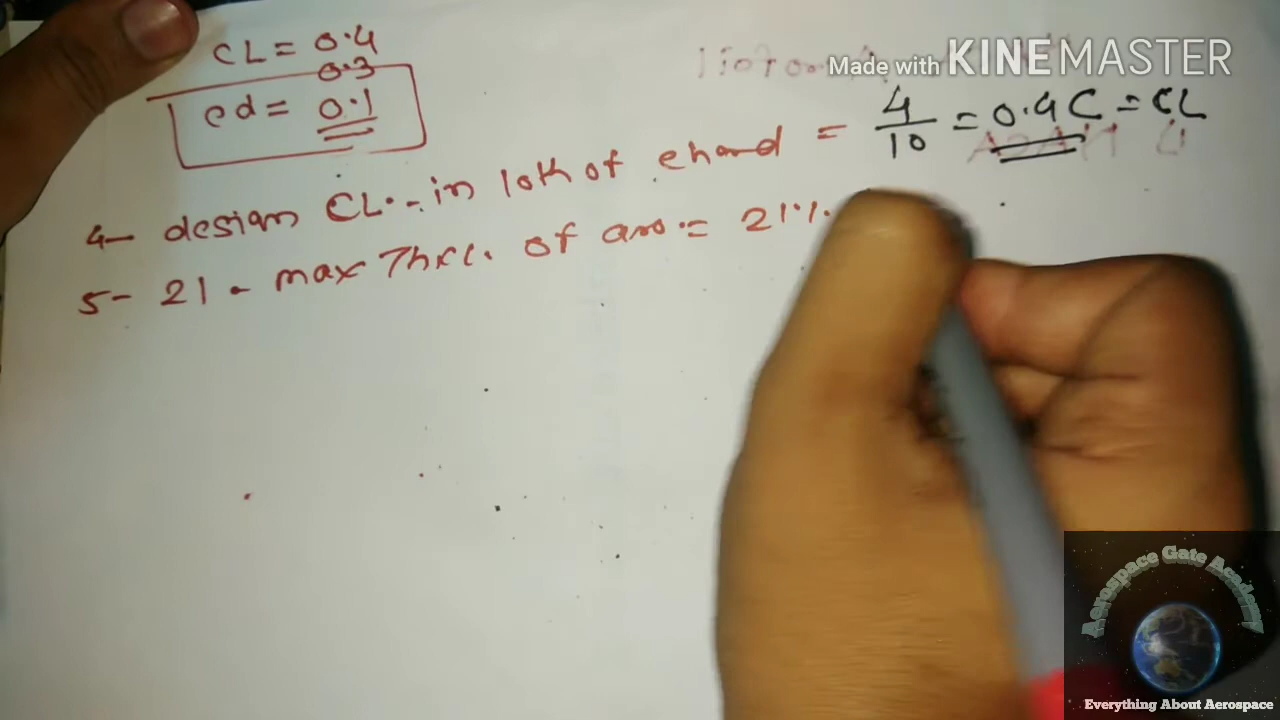 CL = 0.4
0.3
cd = 0.1
Made with KINEMASTER
4- design CL - in 10th of chord = 4/10 = 0.4C = CL
5- 21 - max Thkc. of aro = 21%
Aerospace Gate Academy
Everything About Aerospace